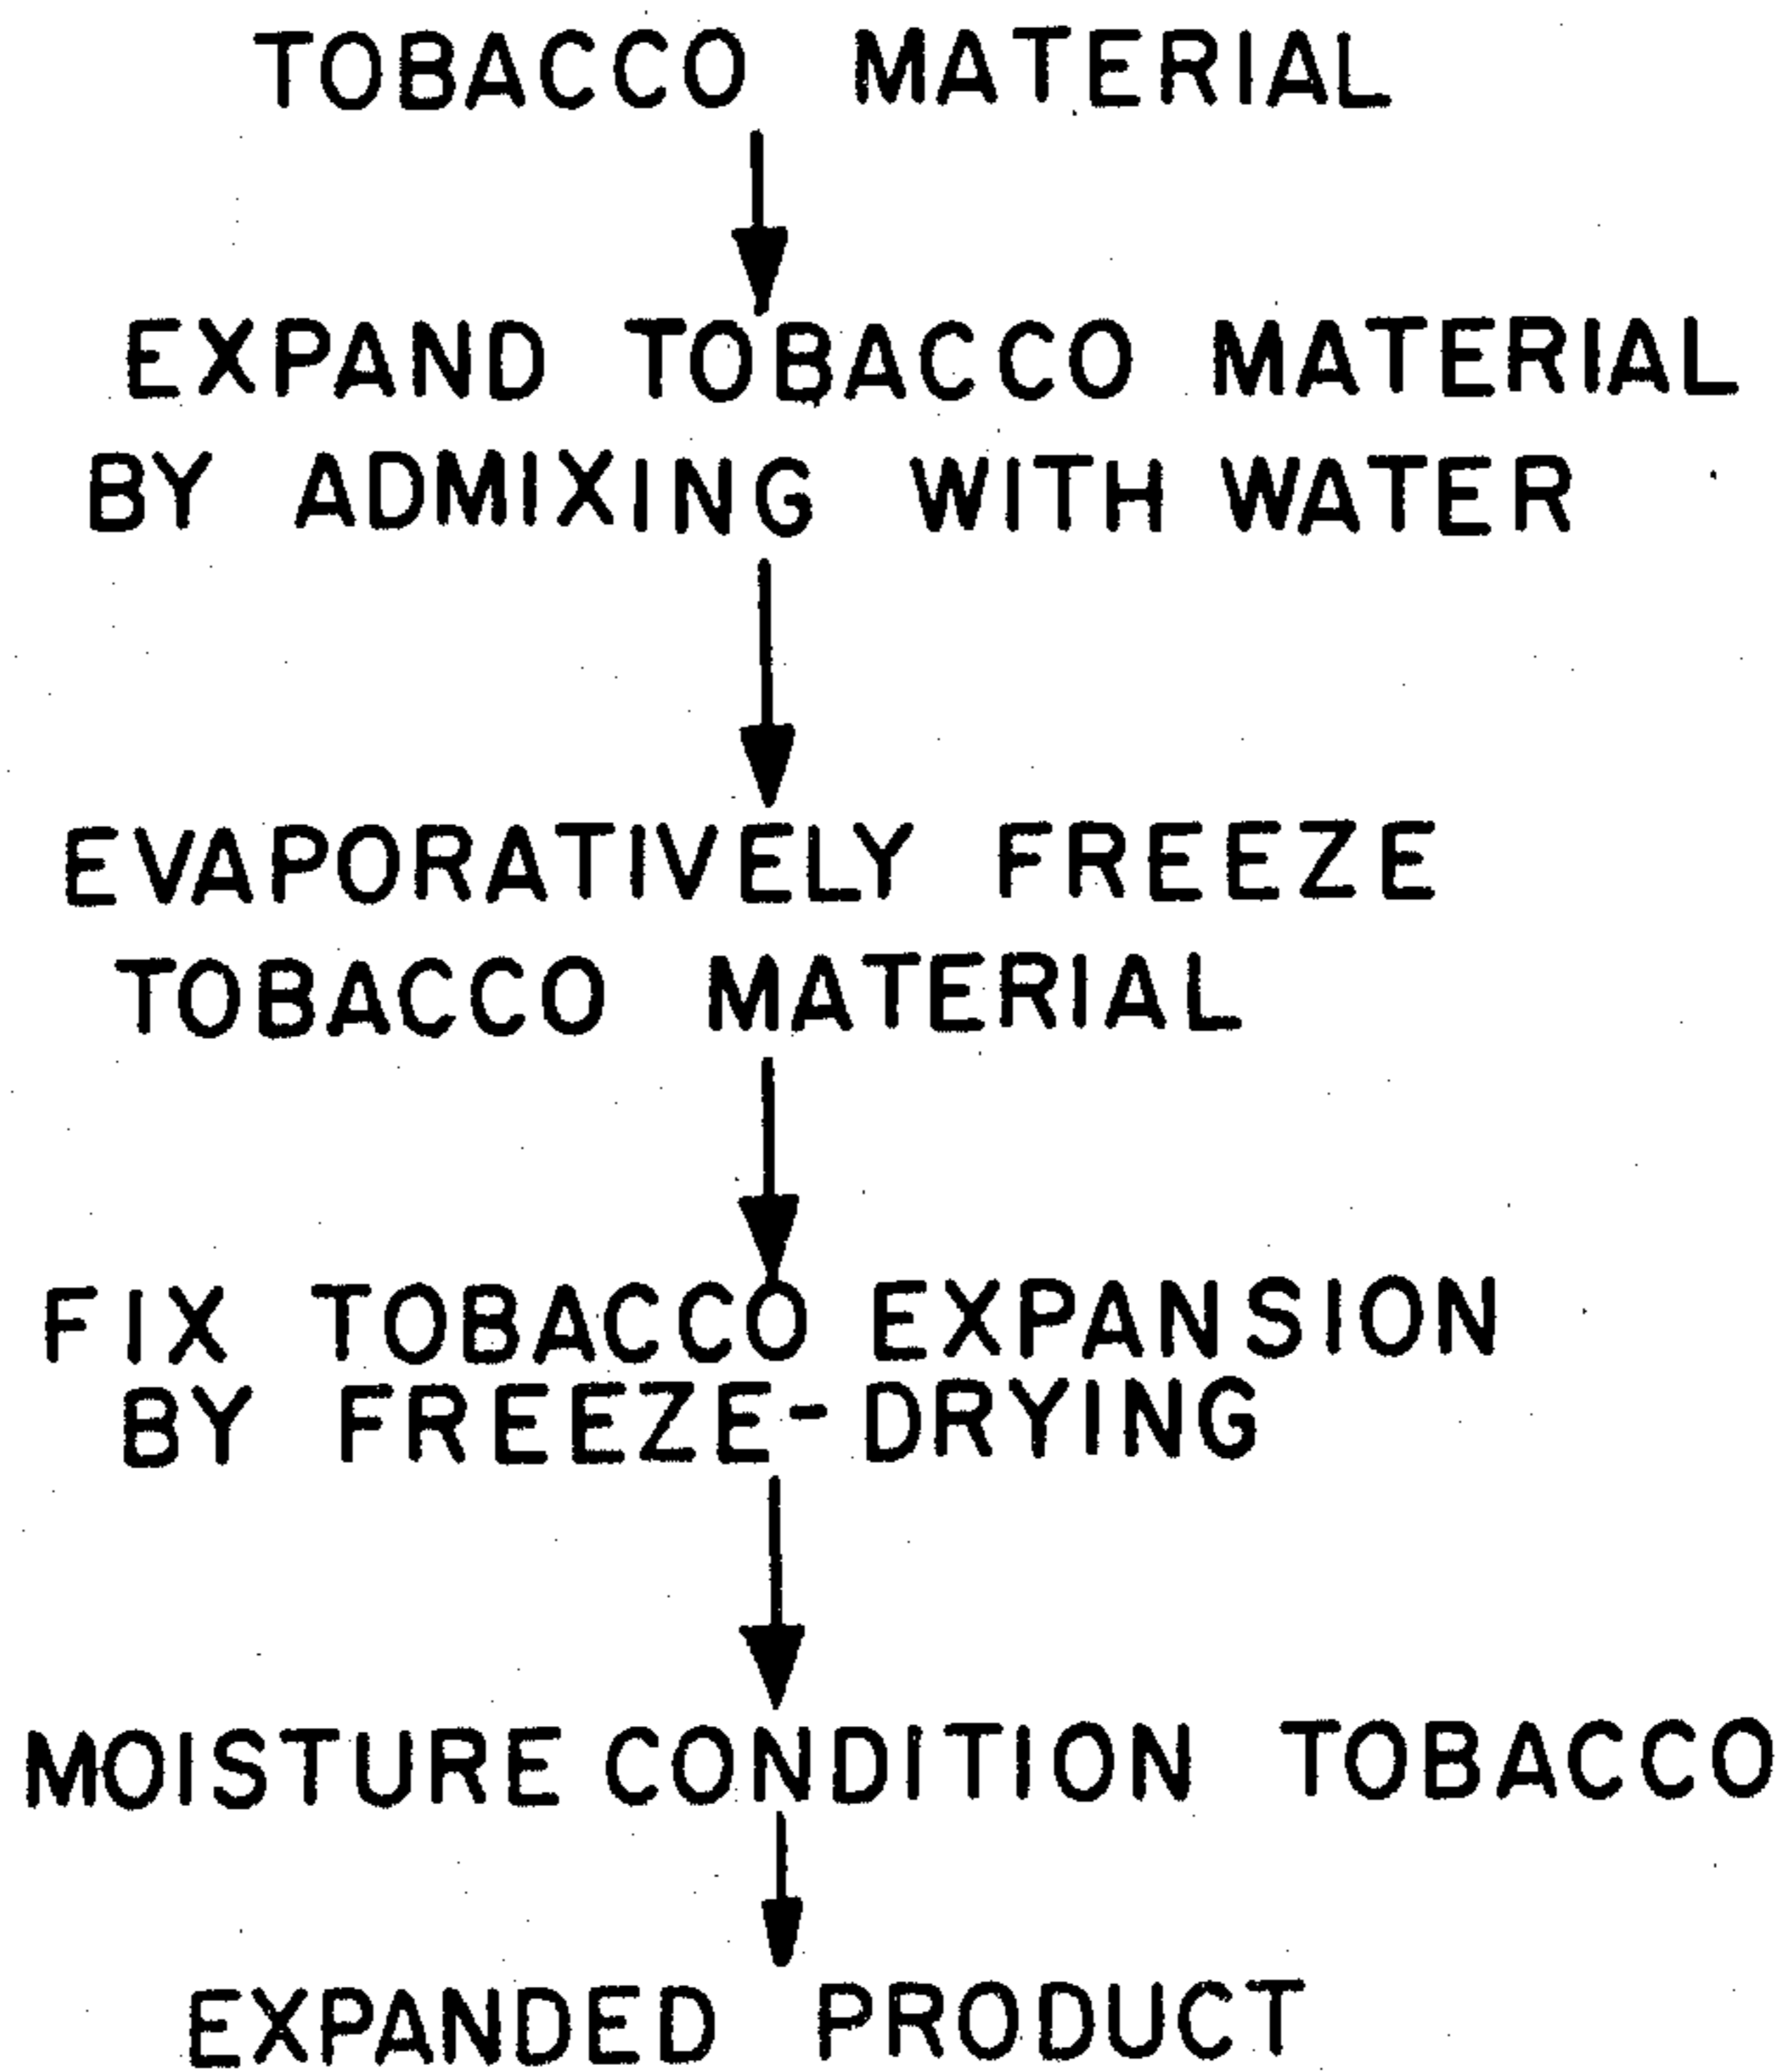 TOBACCO MATERIAL
EXPAND TOBACCO MATERIAL
BY ADMIXING WITH WATER
EVAPORATIVELY FREEZE
TOBACCO MATERIAL
FIX TOBACCO EXPANSION
BY FREEZE-DRYING
MOISTURE CONDITION TOBACCO
EXPANDED PRODUCT